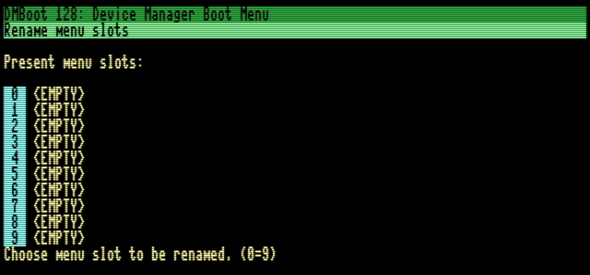 DMBoot 128: Device Manager Boot Menu
Rename menu slots
Present menu slots:
0 <EMPTY>
1 <EMPTY>
2 <EMPTY>
3 <EMPTY>
4 <EMPTY>
5 <EMPTY>
6 <EMPTY>
7 <EMPTY>
8 <EMPTY>
9 <EMPTY>
Choose menu slot to be renamed. (0=9)